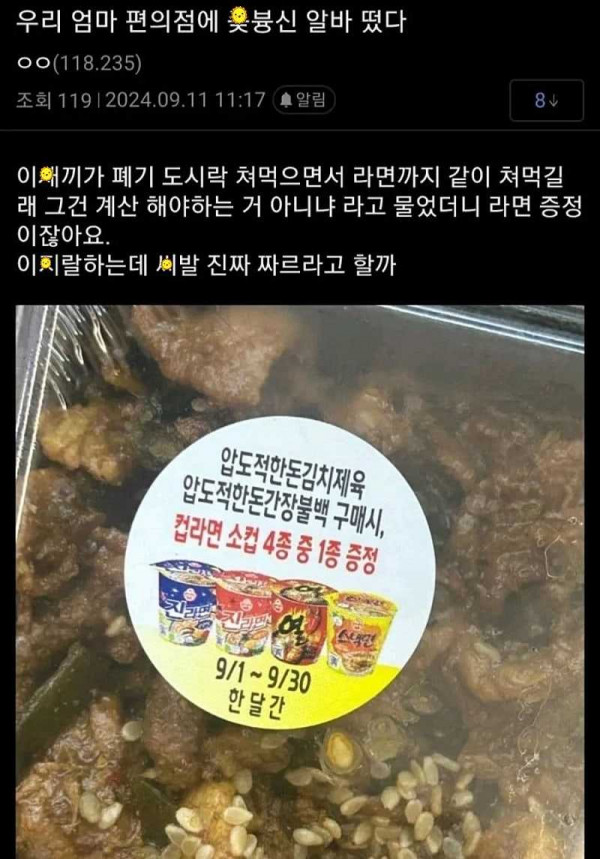 우리 엄마 편의점에 붕신 알바 떴다
ㅇㅇ(118.235)
조회 119 | 2024.09.11 11:17 알림
8↓
이새끼가 폐기 도시락 쳐먹으면서 라면까지 같이 쳐먹길
래 그건 계산 해야하는 거 아니냐 라고 물었더니 라면 증정
이잖아요.
이지랄하는데 씨발 진짜 짜르라고 할까
압도적한돈김치제육
압도적한돈간장불백 구매시,
컵라면 소컵 4종 중 1종 증정
진라면
진라면
열
스낵면
9/1 ~ 9/30
한 달 간